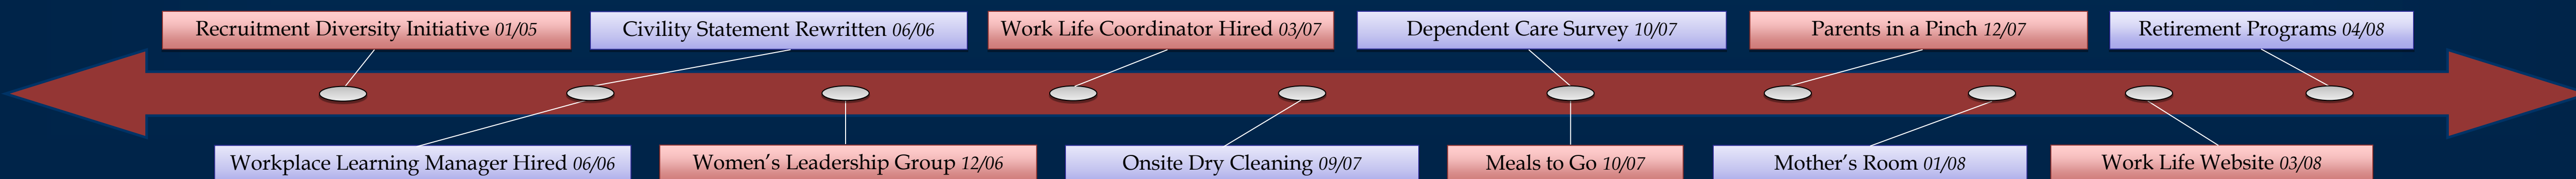 Recruitment Diversity Initiative 01/05
Civility Statement Rewritten 06/06
Work Life Coordinator Hired 03/07
Dependent Care Survey 10/07
Parents in a Pinch 12/07
Retirement Programs 04/08
Workplace Learning Manager Hired 06/06
Women’s Leadership Group 12/06
Onsite Dry Cleaning 09/07
Meals to Go 10/07
Mother’s Room 01/08
Work Life Website 03/08